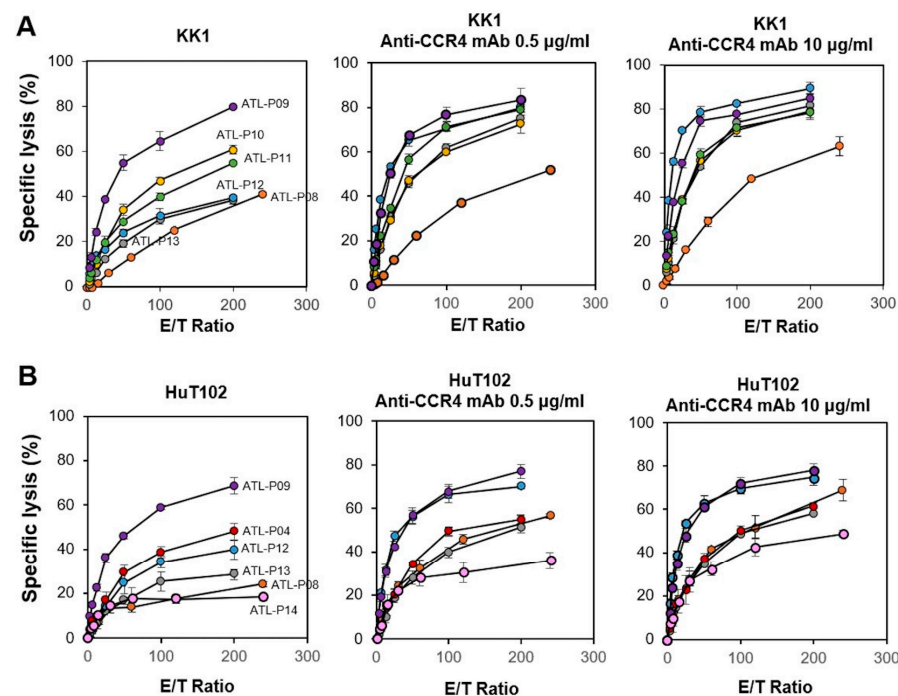 A
KK1
KK1
Anti-CCR4 mAb 0.5 µg/ml
KK1
Anti-CCR4 mAb 10 µg/ml
Specific lysis (%)
100
80
60
40
20
0
ATL-P09
ATL-P10
ATL-P11
ATL-P12
ATL-P08
ATL-P13
0 100 200 300
E/T Ratio
100
80
60
40
20
0
0 100 200 300
E/T Ratio
100
80
60
40
20
0
0 100 200 300
E/T Ratio
B
HuT102
HuT102
Anti-CCR4 mAb 0.5 µg/ml
HuT102
Anti-CCR4 mAb 10 µg/ml
Specific lysis (%)
100
80
60
40
20
0
ATL-P09
ATL-P04
ATL-P12
ATL-P13
ATL-P08
ATL-P14
0 100 200 300
E/T Ratio
100
80
60
40
20
0
0 100 200 300
E/T Ratio
100
80
60
40
20
0
0 100 200 300
E/T Ratio